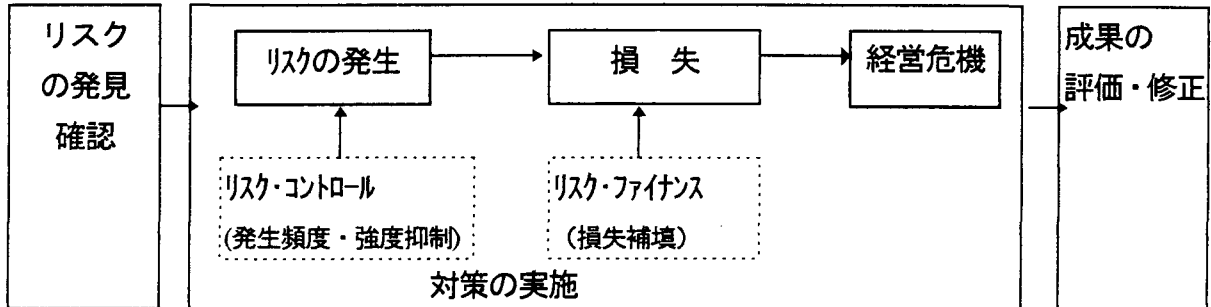 リスク
の発見
確認
リスクの発生
損　失
経営危機
リスク・コントロール
(発生頻度・強度抑制)
リスク・ファイナンス
（損失補填）
対策の実施
成果の
評価・修正